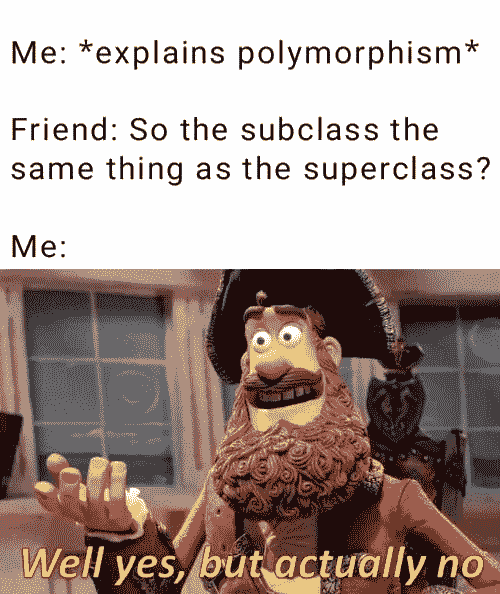 Me: *explains polymorphism*
Friend: So the subclass the
same thing as the superclass?
Me:
Well yes, but actually no